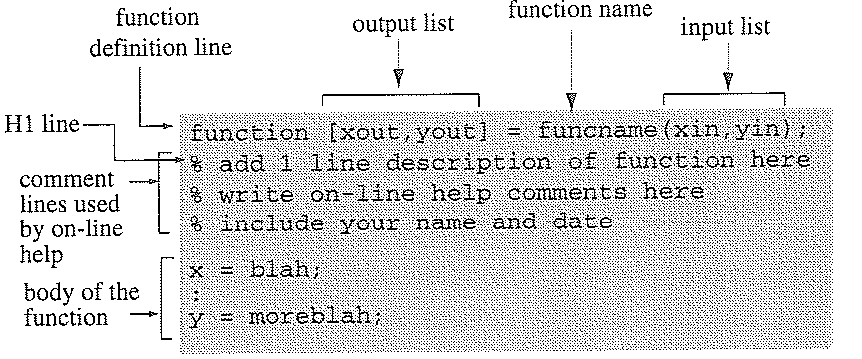 function
definition line
output list
function name
input list
H1 line
function [xout,yout] = funcname(xin,yin);
% add 1 line description of function here
% write on-line help comments here
% include your name and date
comment
lines used
by on-line
help
x = blah;
:
y = moreblah;
body of the
function